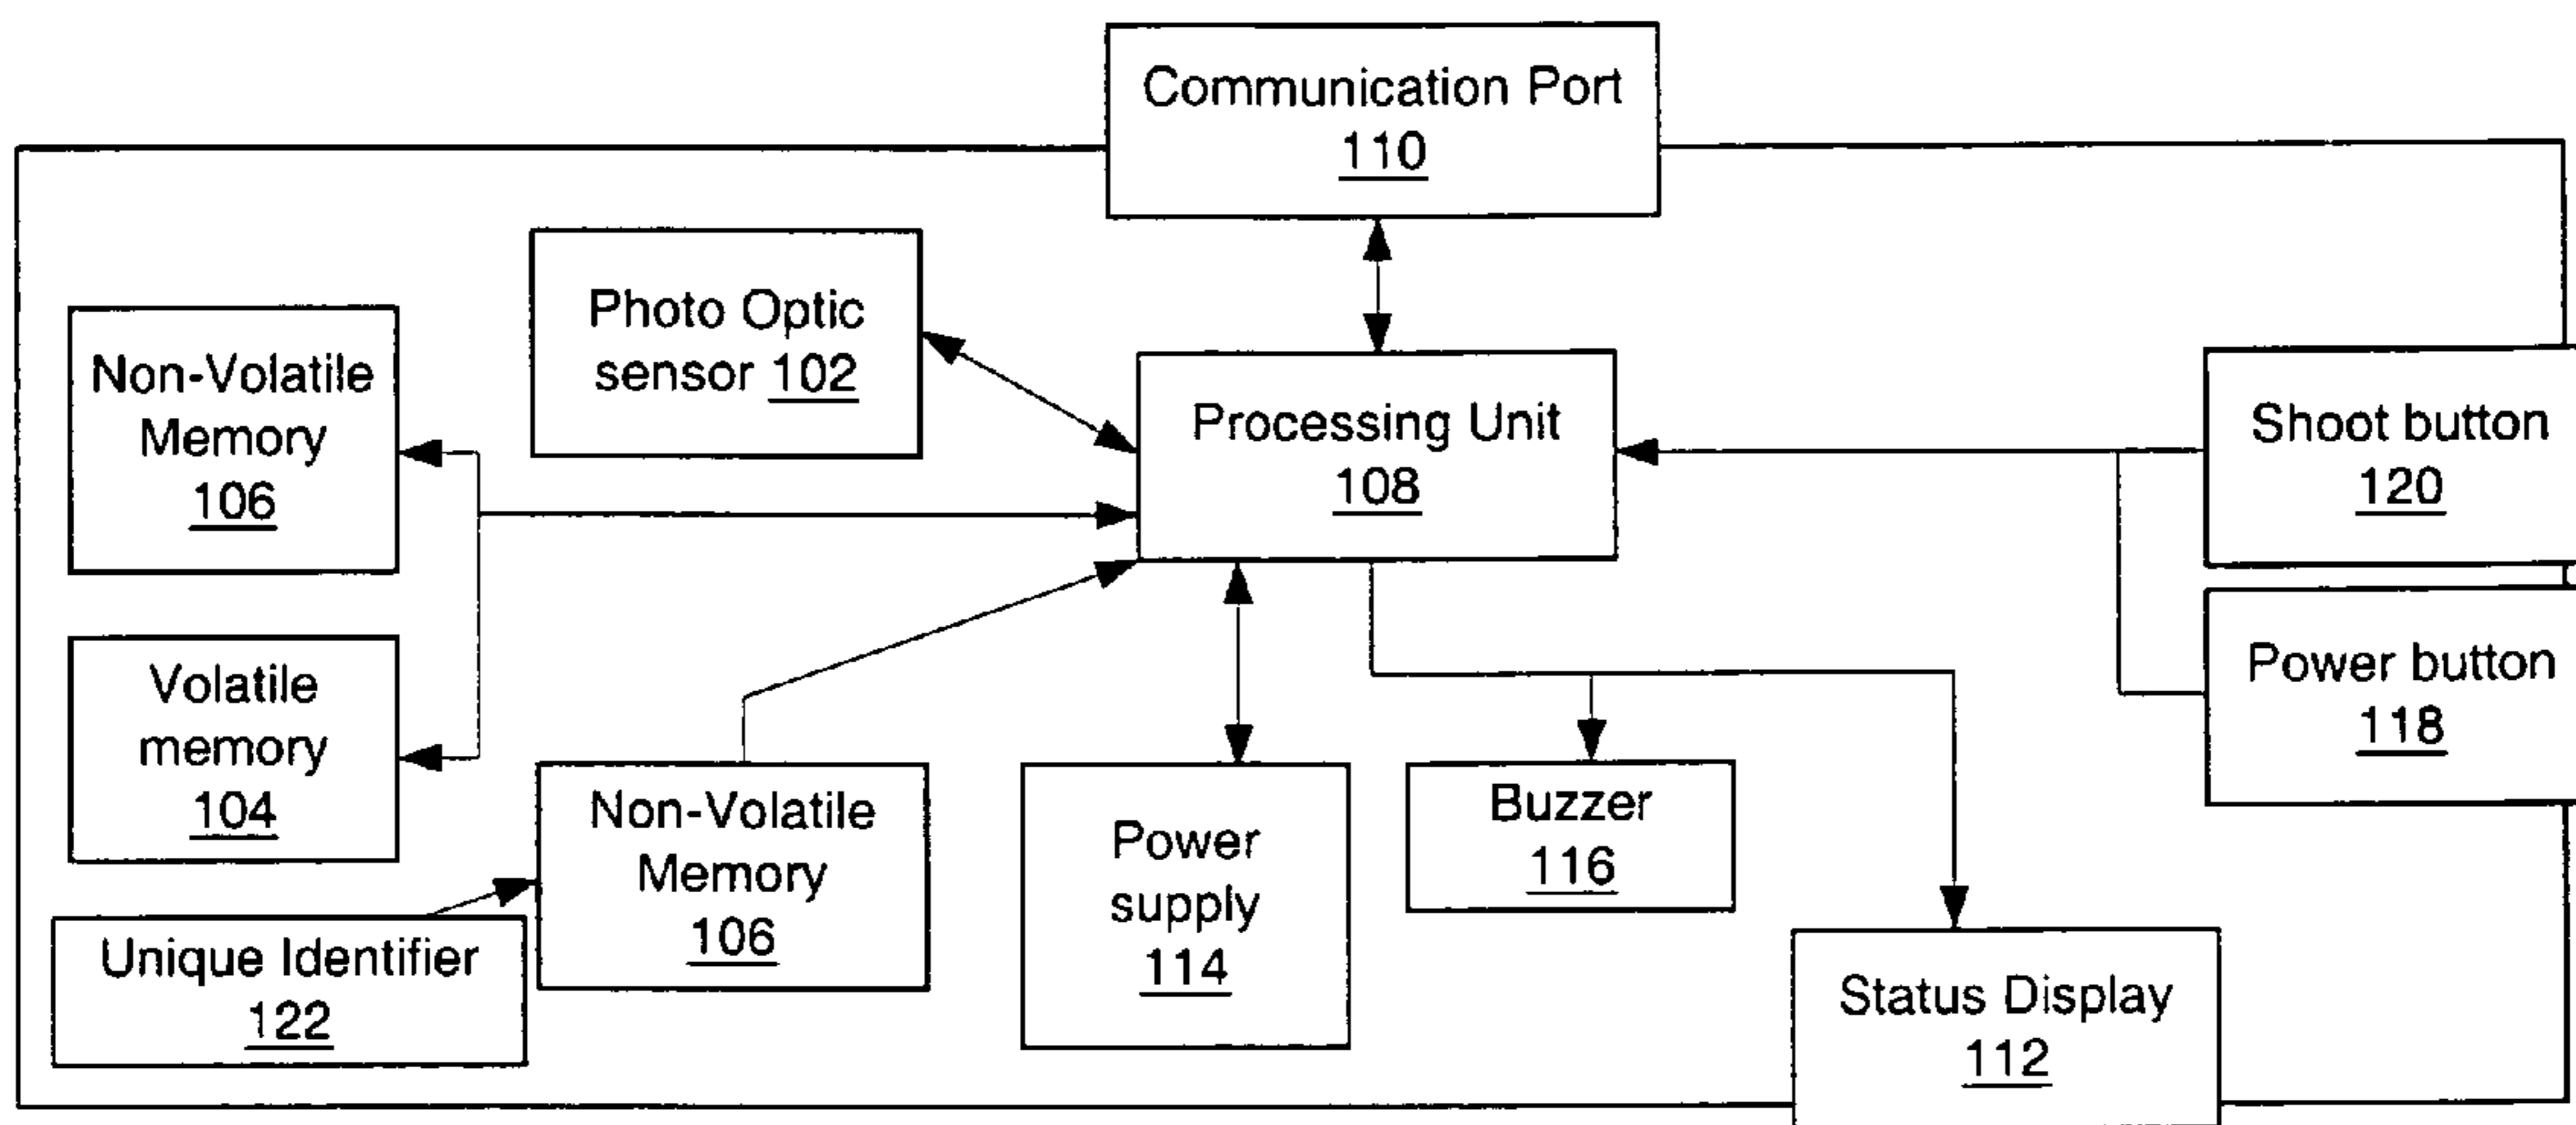 Communication Port
110
Photo Optic
sensor 102
Non-Volatile
Memory
106
Processing Unit
108
Shoot button
120
Volatile
memory
104
Power button
118
Non-Volatile
Memory
106
Power
supply
114
Buzzer
116
Unique Identifier
122
Status Display
112